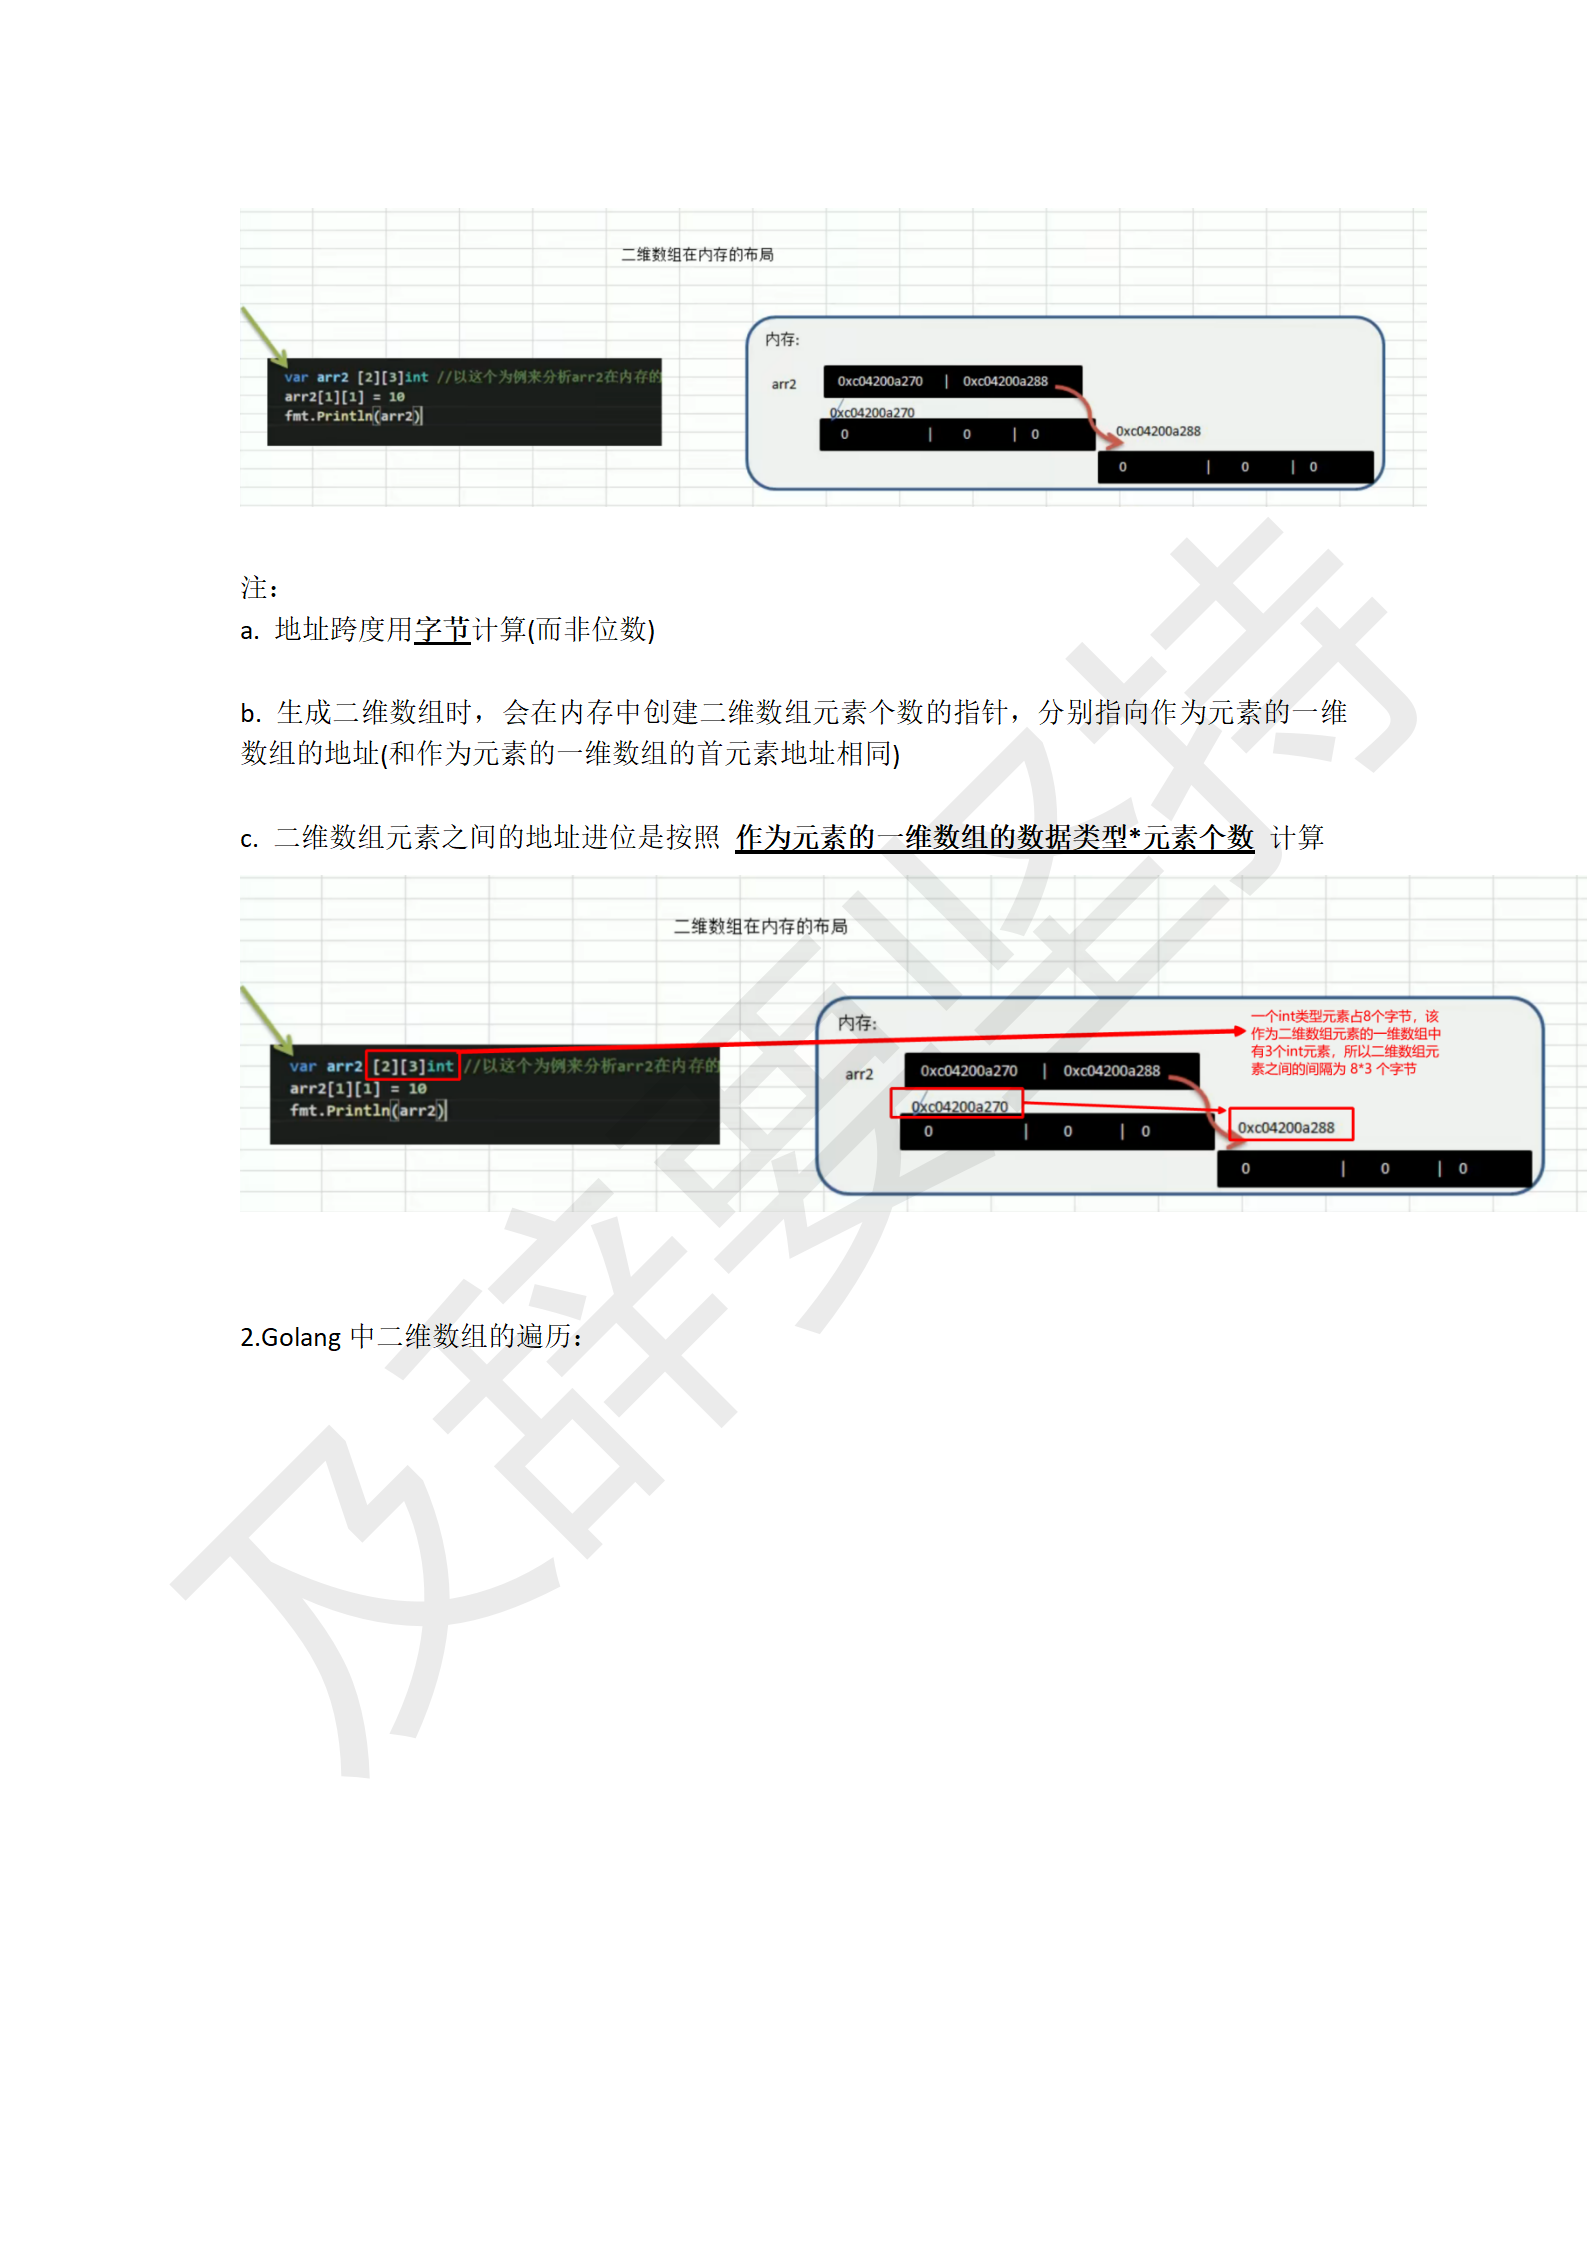 二维数组在内存的布局
内存:
var arr2 [2][3]int //以这个为例来分析arr2在内存的
arr2[1][1] = 10
fmt.Println(arr2)
arr2
0xc04200a270 | 0xc04200a288
0xc04200a270
0 | 0 | 0
0xc04200a288
0 | 0 | 0
注：
a. 地址跨度用字节计算(而非位数)
b. 生成二维数组时，会在内存中创建二维数组元素个数的指针，分别指向作为元素的一维
数组的地址(和作为元素的一维数组的首元素地址相同)
c. 二维数组元素之间的地址进位是按照 作为元素的一维数组的数据类型*元素个数 计算
二维数组在内存的布局
内存:
一个int类型元素占8个字节，该
作为二维数组元素的一维数组中
有3个int元素，所以二维数组元
素之间的间隔为 8*3 个字节
var arr2 [2][3]int //以这个为例来分析arr2在内存的
arr2[1][1] = 10
fmt.Println(arr2)
arr2
0xc04200a270 | 0xc04200a288
0xc04200a270
0 | 0 | 0
0xc04200a288
0 | 0 | 0
2.Golang 中二维数组的遍历：
及辞要坚持